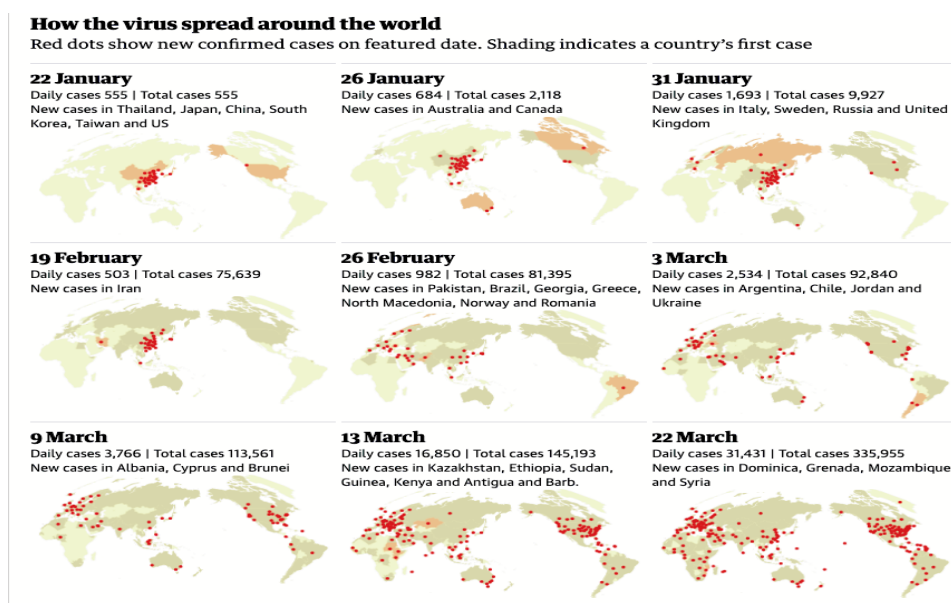 How the virus spread around the world
Red dots show new confirmed cases on featured date. Shading indicates a country's first case
22 January
Daily cases 555 | Total cases 555
New cases in Thailand, Japan, China, South
Korea, Taiwan and US
26 January
Daily cases 684 | Total cases 2,118
New cases in Australia and Canada
31 January
Daily cases 1,693 | Total cases 9,927
New cases in Italy, Sweden, Russia and United
Kingdom
19 February
Daily cases 503 | Total cases 75,639
New cases in Iran
26 February
Daily cases 982 | Total cases 81,395
New cases in Pakistan, Brazil, Georgia, Greece,
North Macedonia, Norway and Romania
3 March
Daily cases 2,534 | Total cases 92,840
New cases in Argentina, Chile, Jordan and
Ukraine
9 March
Daily cases 3,766 | Total cases 113,561
New cases in Albania, Cyprus and Brunei
13 March
Daily cases 16,850 | Total cases 145,193
New cases in Kazakhstan, Ethiopia, Sudan,
Guinea, Kenya and Antigua and Barb.
22 March
Daily cases 31,431 | Total cases 335,955
New cases in Dominica, Grenada, Mozambique
and Syria